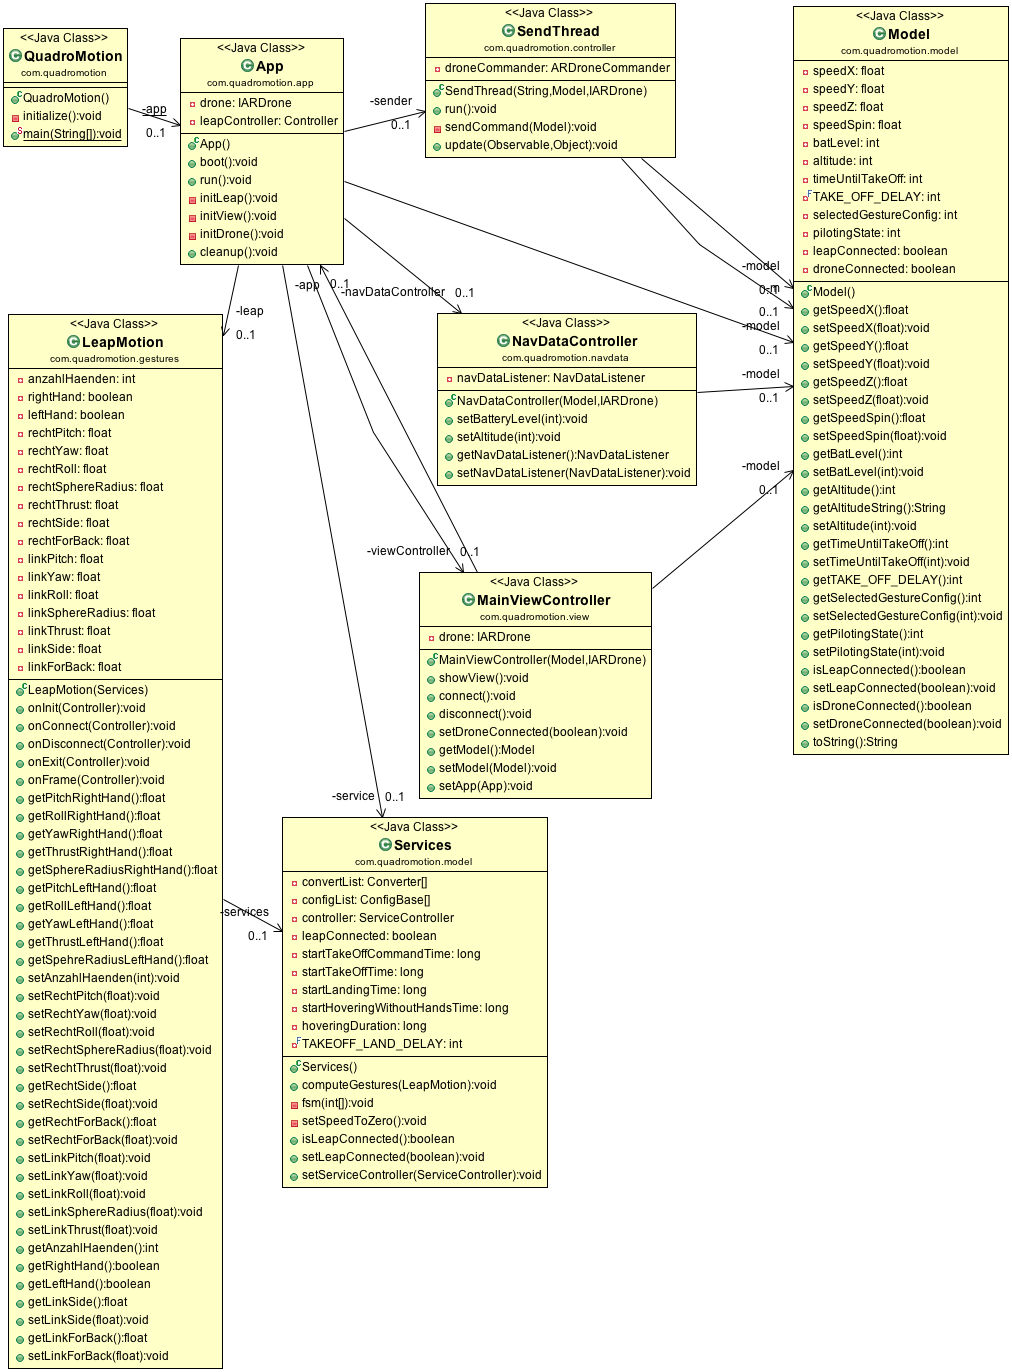 <<Java Class>>
QuadroMotion
com.quadromotion
QuadroMotion()
initialize():void
main(String[]):void
-app
0..1
<<Java Class>>
App
com.quadromotion.app
drone: IARDrone
leapController: Controller
App()
boot():void
run():void
initLeap():void
initView():void
initDrone():void
cleanup():void
-sender
0..1
<<Java Class>>
SendThread
com.quadromotion.controller
droneCommander: ARDroneCommander
SendThread(String,Model,IARDrone)
run():void
sendCommand(Model):void
update(Observable,Object):void
-model
0..1
-m
0..1
-model
0..1
-model
0..1
-model
0..1
<<Java Class>>
Model
com.quadromotion.model
speedX: float
speedY: float
speedZ: float
speedSpin: float
batLevel: int
altitude: int
timeUntilTakeOff: int
TAKE_OFF_DELAY: int
selectedGestureConfig: int
pilotingState: int
leapConnected: boolean
droneConnected: boolean
Model()
getSpeedX():float
setSpeedX(float):void
getSpeedY():float
setSpeedY(float):void
getSpeedZ():float
setSpeedZ(float):void
getSpeedSpin():float
setSpeedSpin(float):void
getBatLevel():int
setBatLevel(int):void
getAltitude():int
getAltitudeString():String
setAltitude(int):void
getTimeUntilTakeOff():int
setTimeUntilTakeOff(int):void
getTAKE_OFF_DELAY():int
getSelectedGestureConfig():int
setSelectedGestureConfig(int):void
getPilotingState():int
setPilotingState(int):void
isLeapConnected():boolean
setLeapConnected(boolean):void
isDroneConnected():boolean
setDroneConnected(boolean):void
toString():String
-leap
0..1
-app
0..1
-navDataController
0..1
<<Java Class>>
NavDataController
com.quadromotion.navdata
navDataListener: NavDataListener
NavDataController(Model,IARDrone)
setBatteryLevel(int):void
setAltitude(int):void
getNavDataListener():NavDataListener
setNavDataListener(NavDataListener):void
-viewController
0..1
<<Java Class>>
MainViewController
com.quadromotion.view
drone: IARDrone
MainViewController(Model,IARDrone)
showView():void
connect():void
disconnect():void
setDroneConnected(boolean):void
getModel():Model
setModel(Model):void
setApp(App):void
<<Java Class>>
LeapMotion
com.quadromotion.gestures
anzahlHaenden: int
rightHand: boolean
leftHand: boolean
rechtPitch: float
rechtYaw: float
rechtRoll: float
rechtSphereRadius: float
rechtThrust: float
rechtSide: float
rechtForBack: float
linkPitch: float
linkYaw: float
linkRoll: float
linkSphereRadius: float
linkThrust: float
linkSide: float
linkForBack: float
LeapMotion(Services)
onInit(Controller):void
onConnect(Controller):void
onDisconnect(Controller):void
onExit(Controller):void
onFrame(Controller):void
getPitchRightHand():float
getRollRightHand():float
getYawRightHand():float
getThrustRightHand():float
getSphereRadiusRightHand():float
getPitchLeftHand():float
getRollLeftHand():float
getYawLeftHand():float
getThrustLeftHand():float
getSpehreRadiusLeftHand():float
setAnzahlHaenden(int):void
setRechtPitch(float):void
setRechtYaw(float):void
setRechtRoll(float):void
setRechtSphereRadius(float):void
setRechtThrust(float):void
getRechtSide():float
setRechtSide(float):void
getRechtForBack():float
setRechtForBack(float):void
setLinkPitch(float):void
setLinkYaw(float):void
setLinkRoll(float):void
setLinkSphereRadius(float):void
setLinkThrust(float):void
getAnzahlHaenden():int
getRightHand():boolean
getLeftHand():boolean
getLinkSide():float
setLinkSide(float):void
getLinkForBack():float
setLinkForBack(float):void
-service
0..1
-services
0..1
<<Java Class>>
Services
com.quadromotion.model
convertList: Converter[]
configList: ConfigBase[]
controller: ServiceController
leapConnected: boolean
startTakeOffCommandTime: long
startTakeOffTime: long
startLandingTime: long
startHoveringWithoutHandsTime: long
hoveringDuration: long
TAKEOFF_LAND_DELAY: int
Services()
computeGestures(LeapMotion):void
fsm(int[]):void
setSpeedToZero():void
isLeapConnected():boolean
setLeapConnected(boolean):void
setServiceController(ServiceController):void